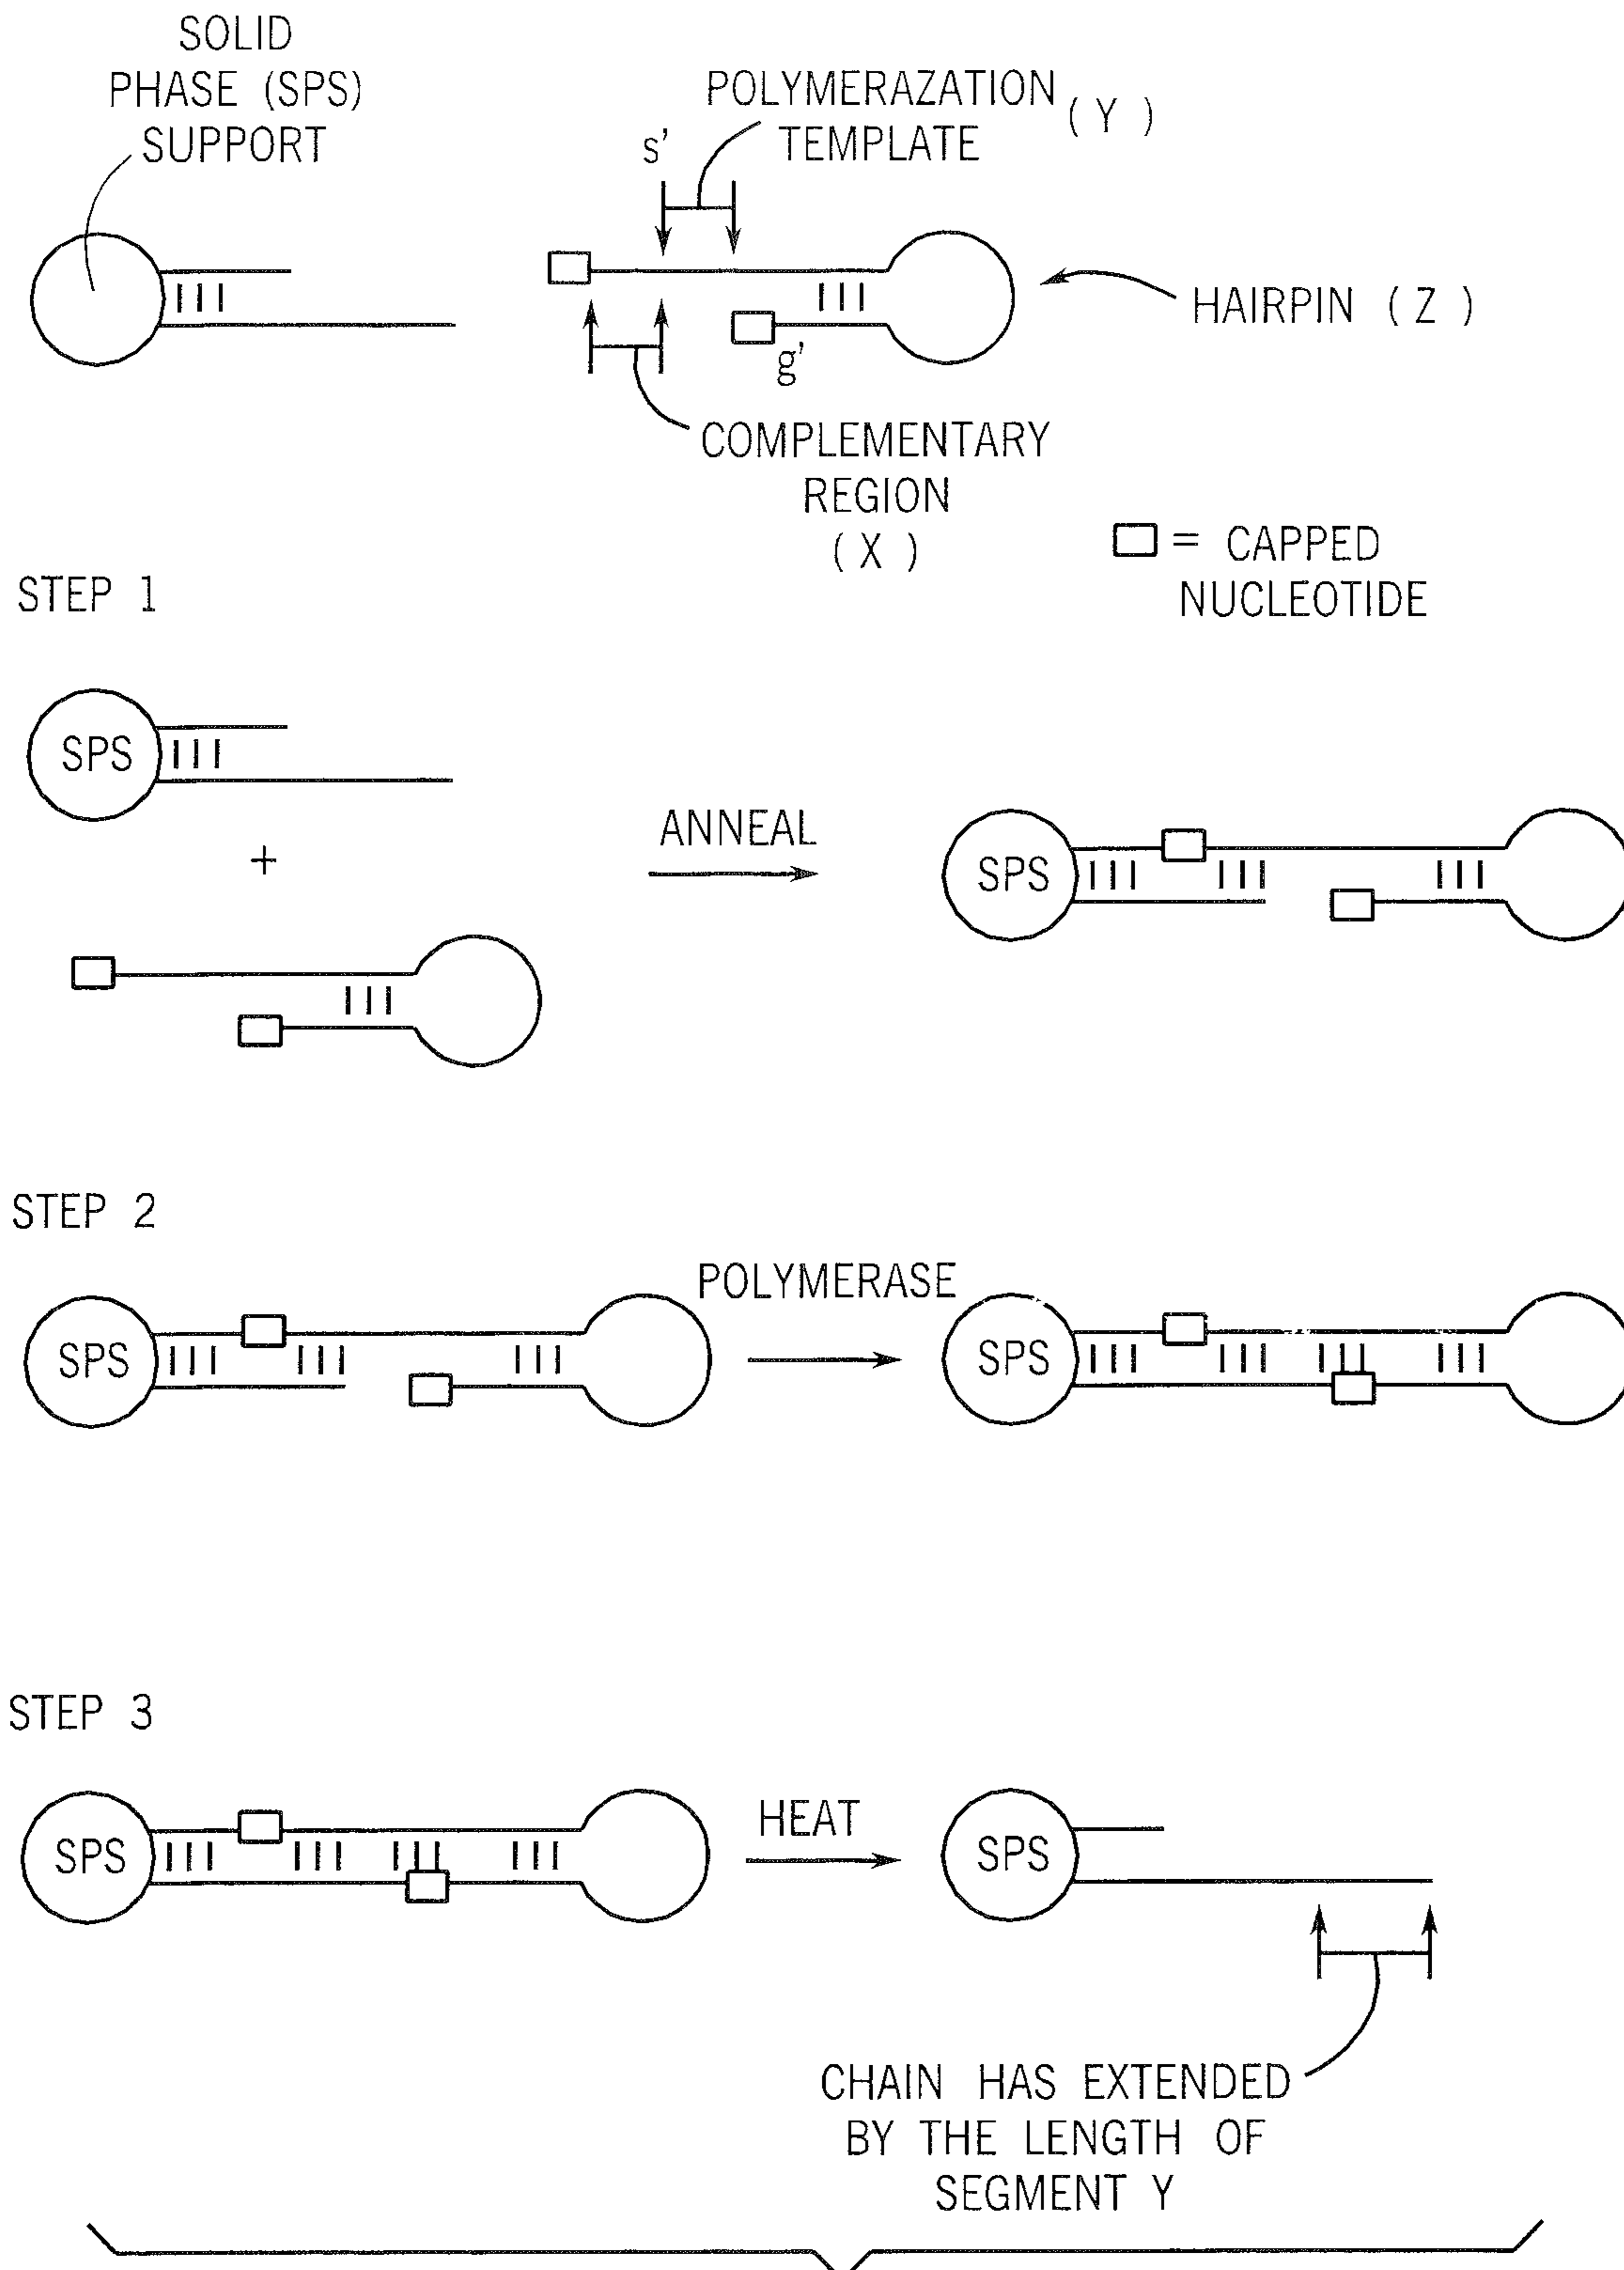 SOLID
PHASE (SPS)
SUPPORT
POLYMERAZATION
TEMPLATE
( Y )
s'
HAIRPIN ( Z )
g'
COMPLEMENTARY
REGION
( X )
= CAPPED
NUCLEOTIDE
STEP 1
SPS
+
ANNEAL
SPS
STEP 2
SPS
POLYMERASE
SPS
STEP 3
SPS
HEAT
SPS
CHAIN HAS EXTENDED
BY THE LENGTH OF
SEGMENT Y